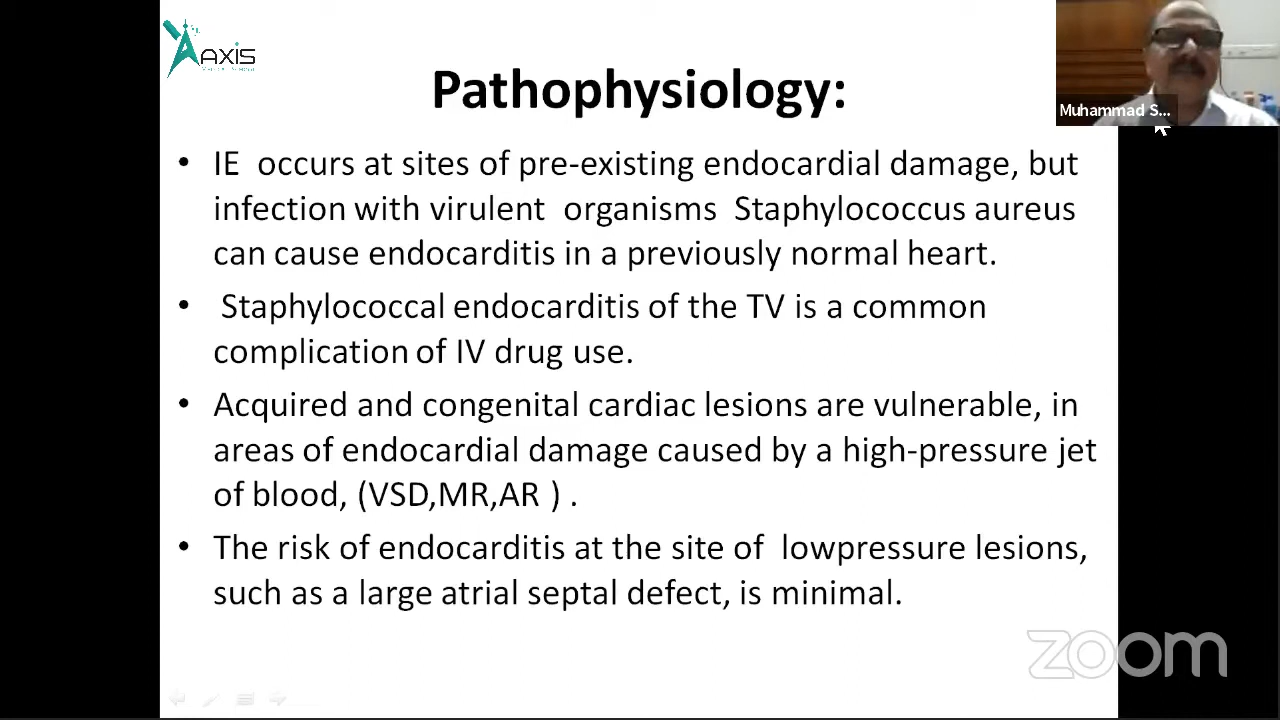 AXIS
Muhammad S...
Pathophysiology:
• IE occurs at sites of pre-existing endocardial damage, but
infection with virulent organisms Staphylococcus aureus
can cause endocarditis in a previously normal heart.
• Staphylococcal endocarditis of the TV is a common
complication of IV drug use.
• Acquired and congenital cardiac lesions are vulnerable, in
areas of endocardial damage caused by a high-pressure jet
of blood, (VSD,MR,AR ) .
• The risk of endocarditis at the site of lowpressure lesions,
such as a large atrial septal defect, is minimal.
zoom